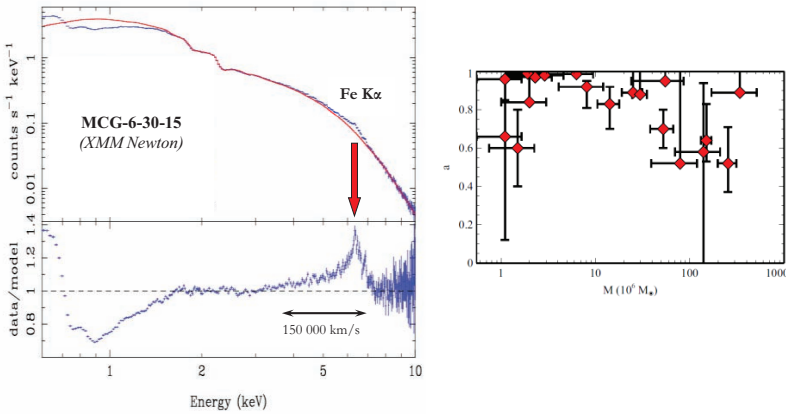 counts s⁻¹ keV⁻¹
1
0.1
0.01
MCG-6-30-15
(XMM Newton)
Fe Kα
data/model
1.4
1.2
1
0.8
150 000 km/s
1 2 5 10
Energy (keV)
a
1
0.8
0.6
0.4
0.2
0
1 10 100 1000
M (10⁶ M⋆)